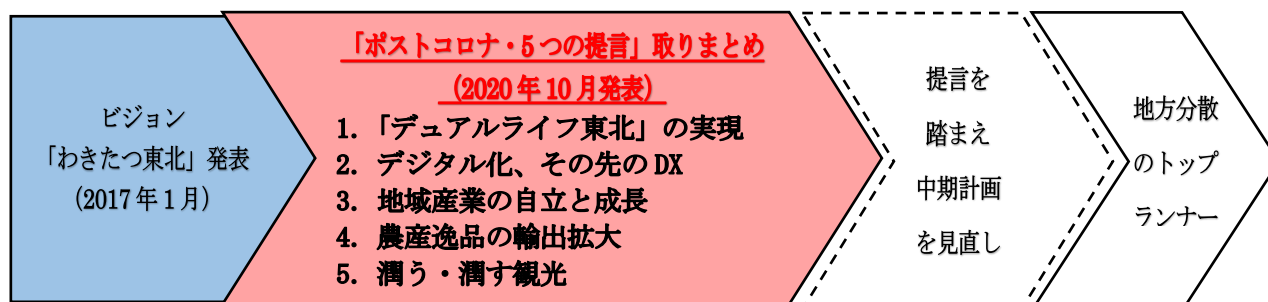 ビジョン
「わきたつ東北」発表
(2017年1月)
「ポストコロナ・5つの提言」取りまとめ
(2020年10月発表)
1. 「デュアルライフ東北」の実現
2. デジタル化、その先のDX
3. 地域産業の自立と成長
4. 農産逸品の輸出拡大
5. 潤う・潤す観光
提言を
踏まえ
中期計画
を見直し
地方分散
のトップ
ランナー